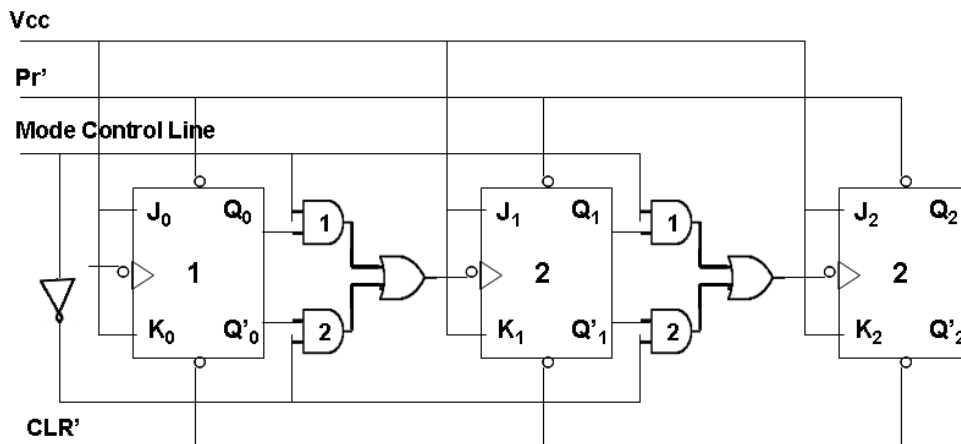 Vcc
Pr'
Mode Control Line
J₀ Q₀ 1 J₁ Q₁ 1 J₂ Q₂
1 2 2
K₀ Q'₀ 2 K₁ Q'₁ 2 K₂ Q'₂
CLR'